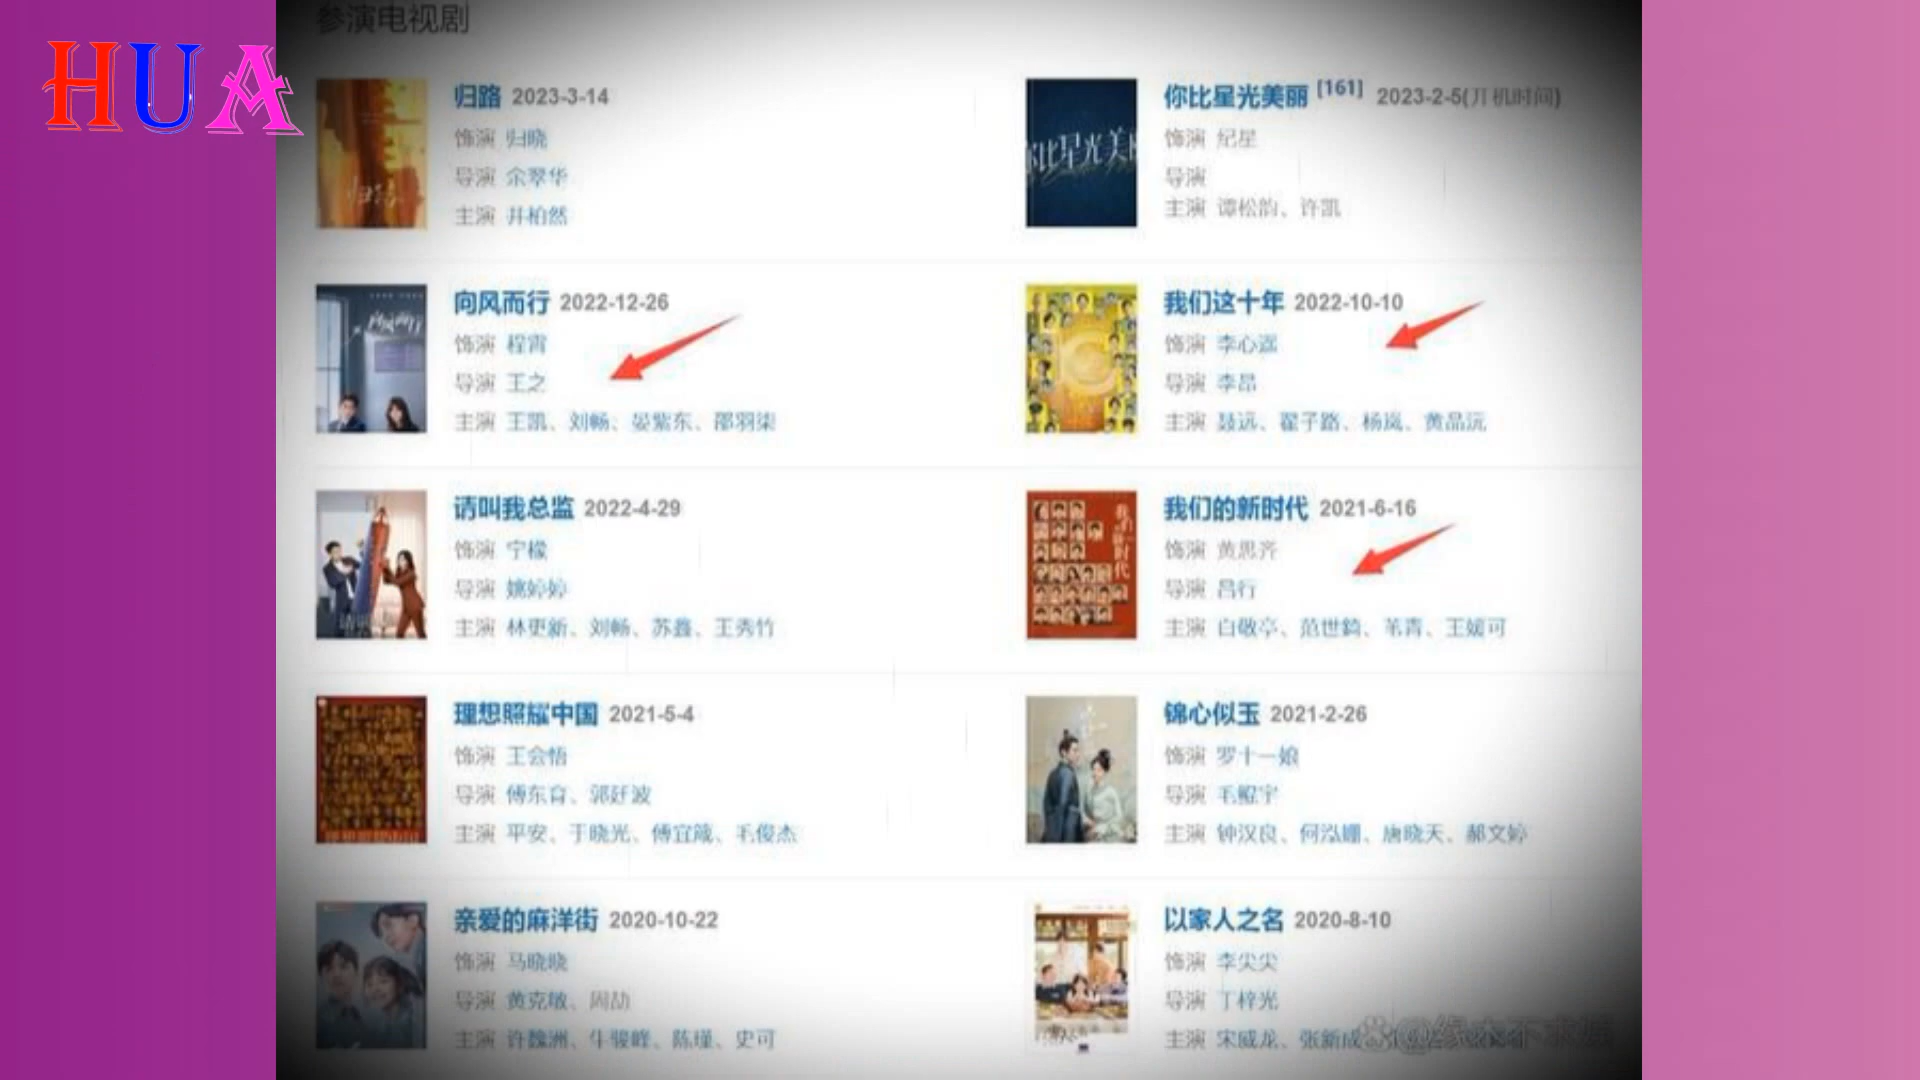 参演电视剧
HUA
归路 2023-3-14
饰演 归晓
导演 余翠华
主演 井柏然
你比星光美丽 [161] 2023-2-5(开机时间)
饰演 纪星
导演
主演 谭松韵、许凯
向风而行 2022-12-26
饰演 程霄
导演 王之
主演 王凯、刘畅、晏紫东、邵羽柒
我们这十年 2022-10-10
饰演 李心遥
导演 李昂
主演 聂远、翟子路、杨岚、黄品沅
请叫我总监 2022-4-29
饰演 宁檬
导演 姚婷婷
主演 林更新、刘畅、苏鑫、王秀竹
我们的新时代 2021-6-16
饰演 黄思齐
导演 吕行
主演 白敬亭、范世錡、苇青、王媛可
理想照耀中国 2021-5-4
饰演 王会悟
导演 傅东育、郭廷波
主演 平安、于晓光、傅宜箴、毛俊杰
锦心似玉 2021-2-26
饰演 罗十一娘
导演 毛鲲宇
主演 钟汉良、何泓姗、唐晓天、郝文婷
亲爱的麻洋街 2020-10-22
饰演 马晓晓
导演 黄克敏、周劼
主演 许魏洲、牛骏峰、陈瑾、史可
以家人之名 2020-8-10
饰演 李尖尖
导演 丁梓光
主演 宋威龙、张新成